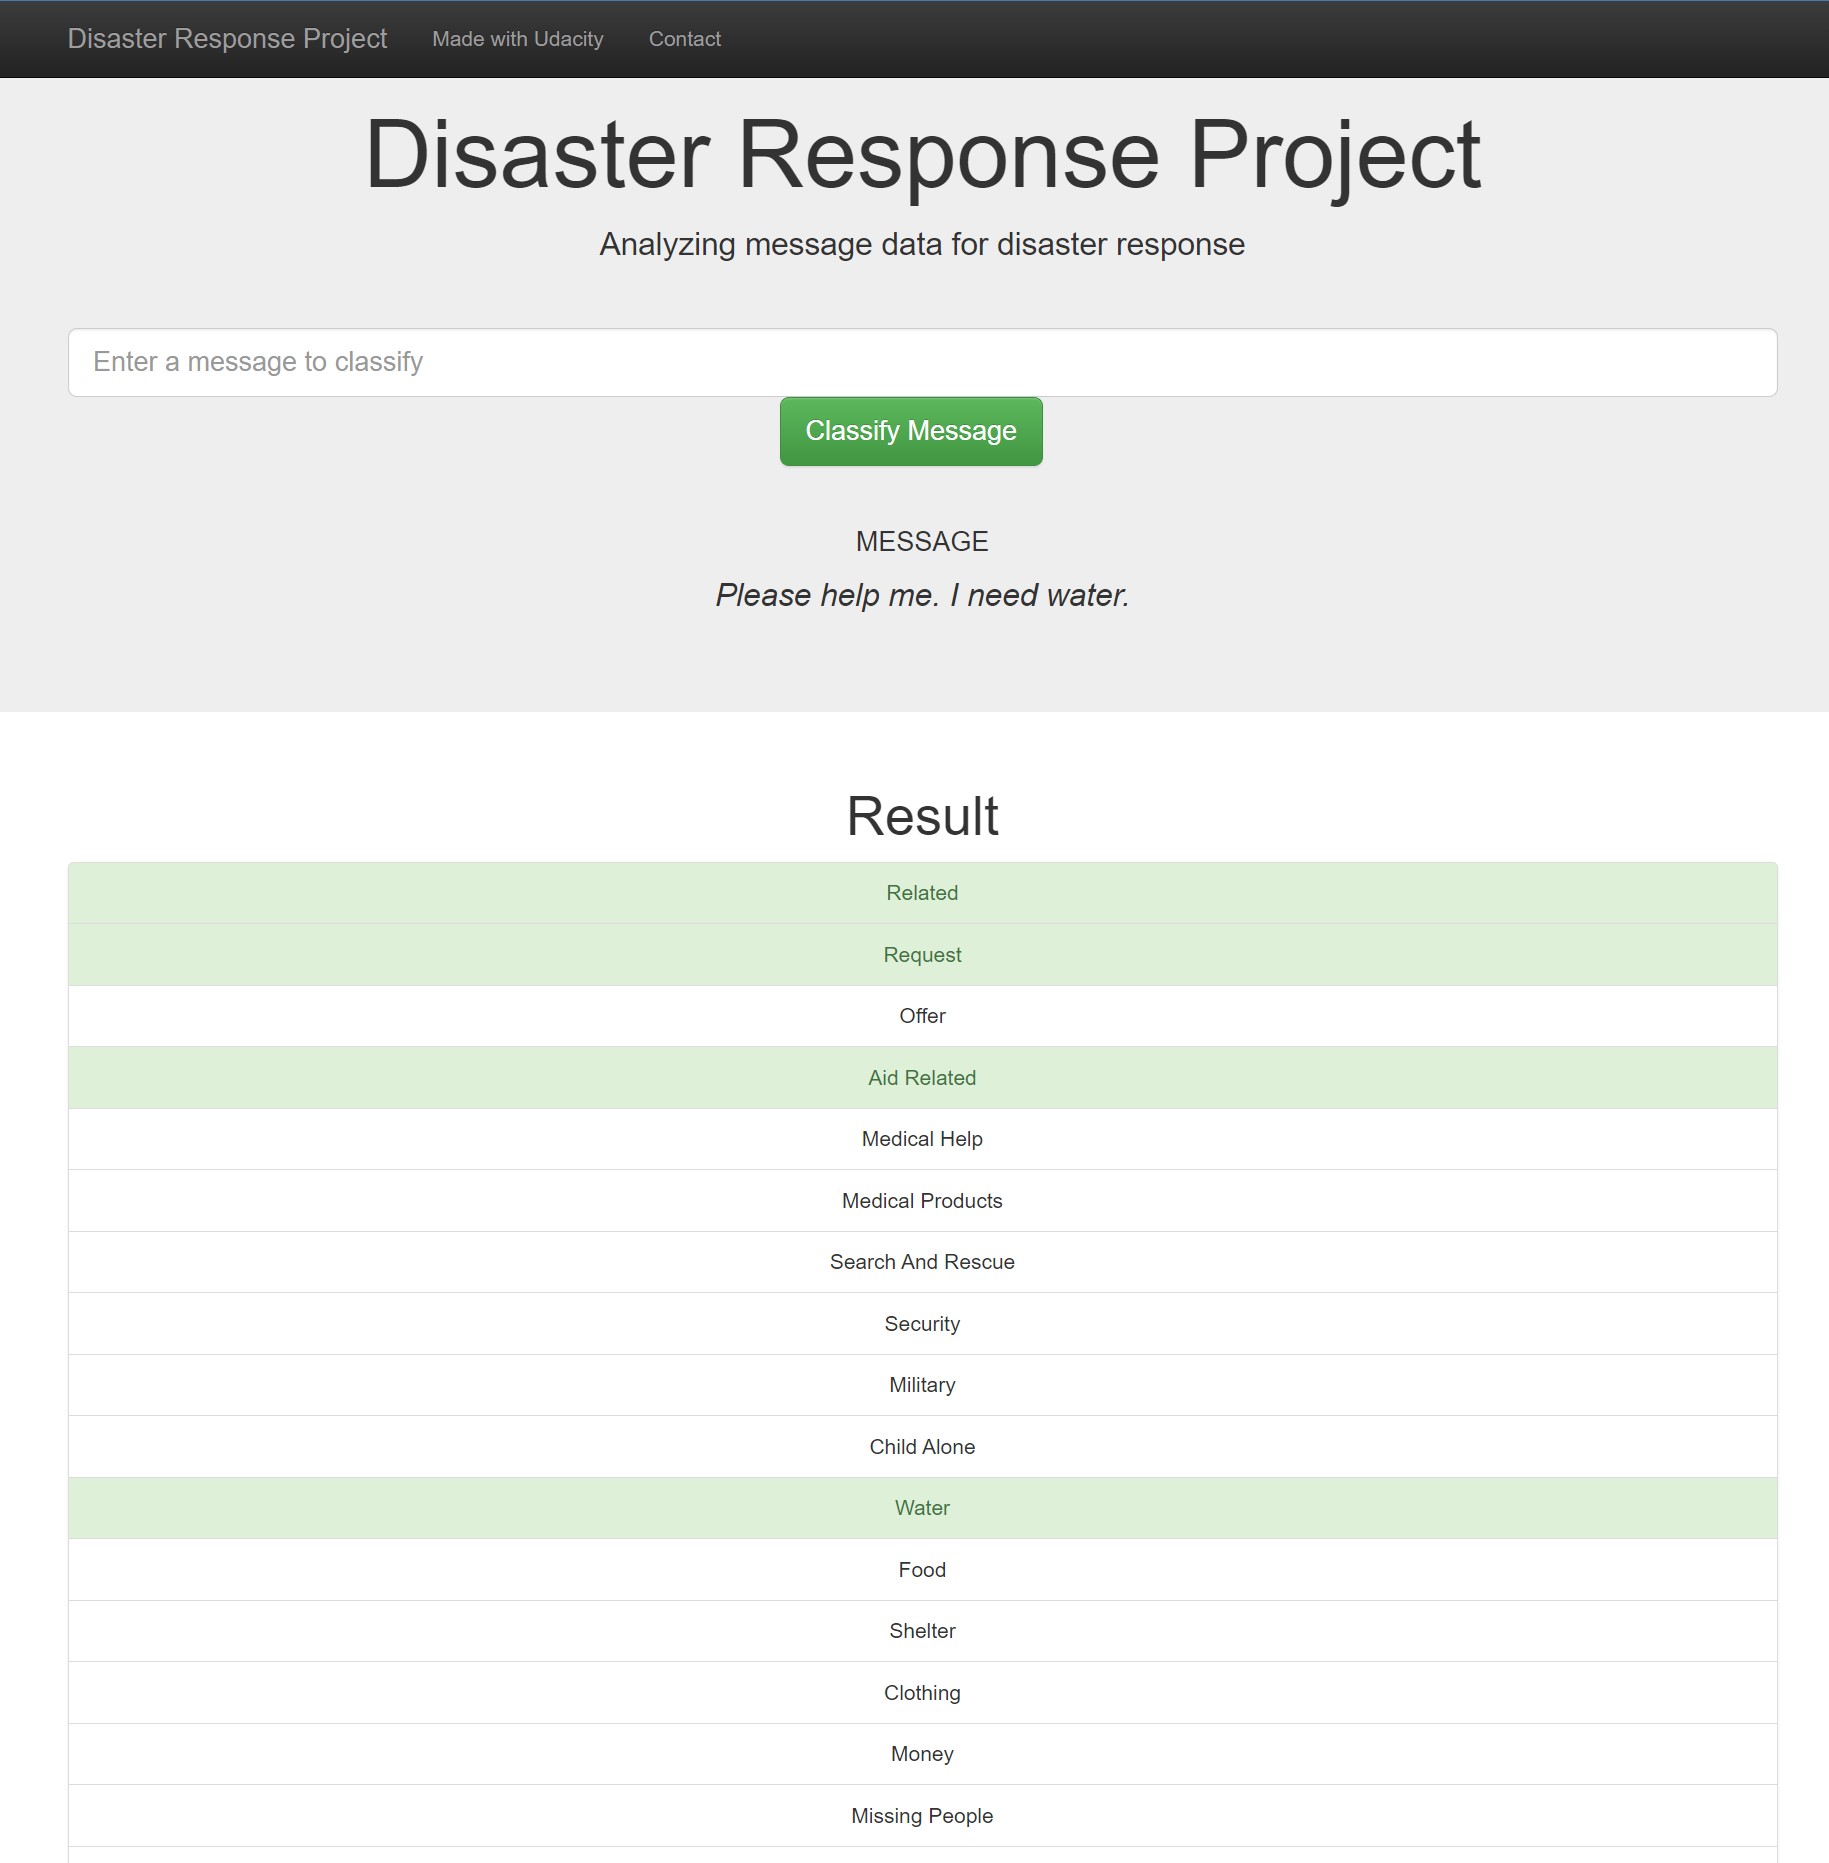 Disaster Response Project Made with Udacity Contact
Disaster Response Project
Analyzing message data for disaster response
Enter a message to classify
Classify Message
MESSAGE
Please help me. I need water.
Result
Related
Request
Offer
Aid Related
Medical Help
Medical Products
Search And Rescue
Security
Military
Child Alone
Water
Food
Shelter
Clothing
Money
Missing People